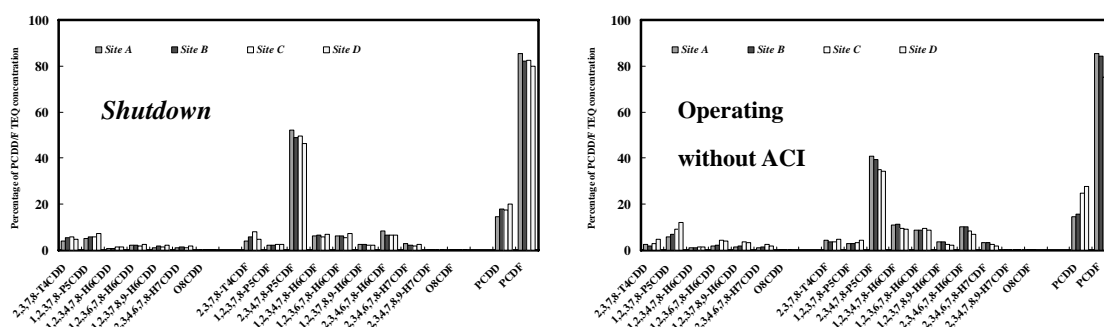 100
80
60
40
20
0
Percentage of PCDD/F TEQ concentration
Site A Site B Site C Site D
Shutdown
2,3,7,8-T4CDD
1,2,3,7,8-P5CDD
1,2,3,4,7,8-H6CDD
1,2,3,6,7,8-H6CDD
1,2,3,7,8,9-H6CDD
2,3,4,6,7,8-H7CDD
O8CDD
2,3,7,8-T4CDF
1,2,3,7,8-P5CDF
2,3,4,7,8-P5CDF
1,2,3,4,7,8-H6CDF
1,2,3,6,7,8-H6CDF
1,2,3,7,8,9-H6CDF
2,3,4,6,7,8-H6CDF
2,3,4,6,7,8-H7CDF
2,3,4,7,8,9-H7CDF
O8CDF
PCDD
PCDF
100
80
60
40
20
0
Percentage of PCDD/F TEQ concentration
Site A Site B Site C Site D
Operating
without ACI
2,3,7,8-T4CDD
1,2,3,7,8-P5CDD
1,2,3,4,7,8-H6CDD
1,2,3,6,7,8-H6CDD
1,2,3,7,8,9-H6CDD
2,3,4,6,7,8-H7CDD
O8CDD
2,3,7,8-T4CDF
1,2,3,7,8-P5CDF
2,3,4,7,8-P5CDF
1,2,3,4,7,8-H6CDF
1,2,3,6,7,8-H6CDF
1,2,3,7,8,9-H6CDF
2,3,4,6,7,8-H6CDF
2,3,4,6,7,8-H7CDF
2,3,4,7,8,9-H7CDF
O8CDF
PCDD
PCDF